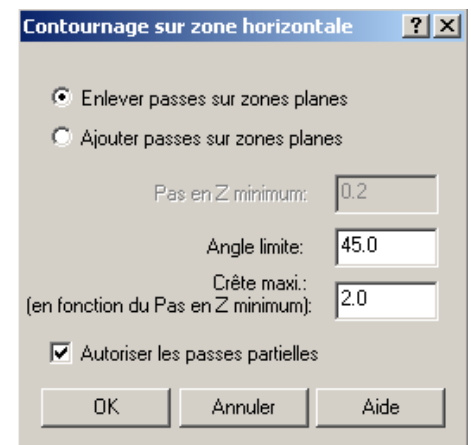 Contournage sur zone horizontale ? ×
Enlever passes sur zones planes
Ajouter passes sur zones planes
Pas en Z minimum: 0.2
Angle limite: 45.0
Crête maxi.:
(en fonction du Pas en Z minimum): 2.0
Autoriser les passes partielles
OK Annuler Aide